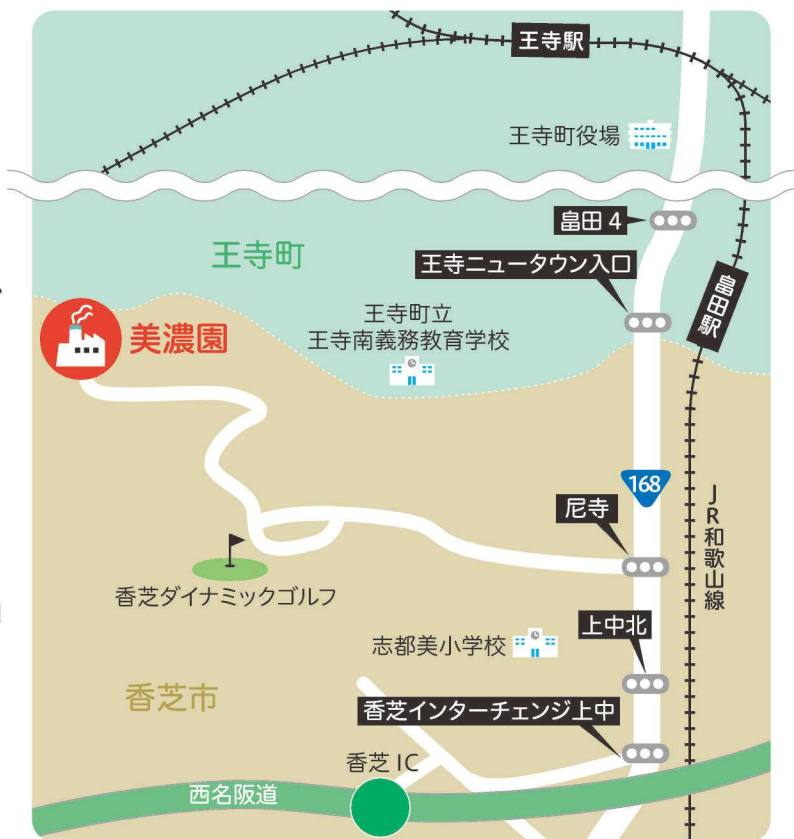 王寺駅
王寺町役場
畠田 4
王寺町
王寺ニュータウン入口
畠田駅
美濃園
王寺町立
王寺南義務教育学校
168
尼寺
JR和歌山線
香芝ダイナミックゴルフ
上中北
志都美小学校
香芝市
香芝インターチェンジ上中
香芝 IC
西名阪道